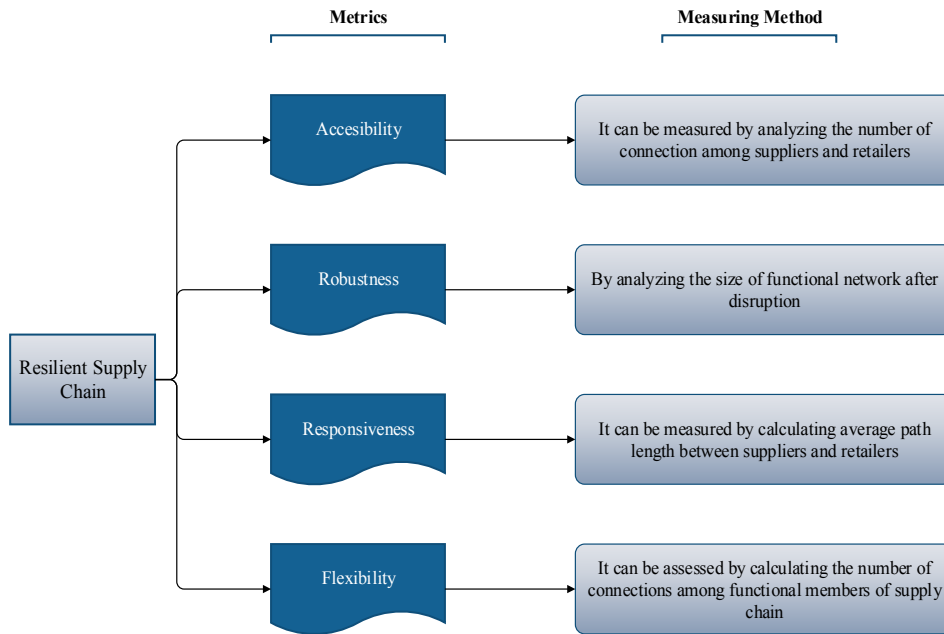 Metrics
Measuring Method
Accesibility
It can be measured by analyzing the number of
connection among suppliers and retailers
Robustness
By analyzing the size of functional network after
disruption
Resilient Supply
Chain
Responsiveness
It can be measured by calculating average path
length between suppliers and retailers
Flexibility
It can be assessed by calculating the number of
connections among functional members of supply
chain